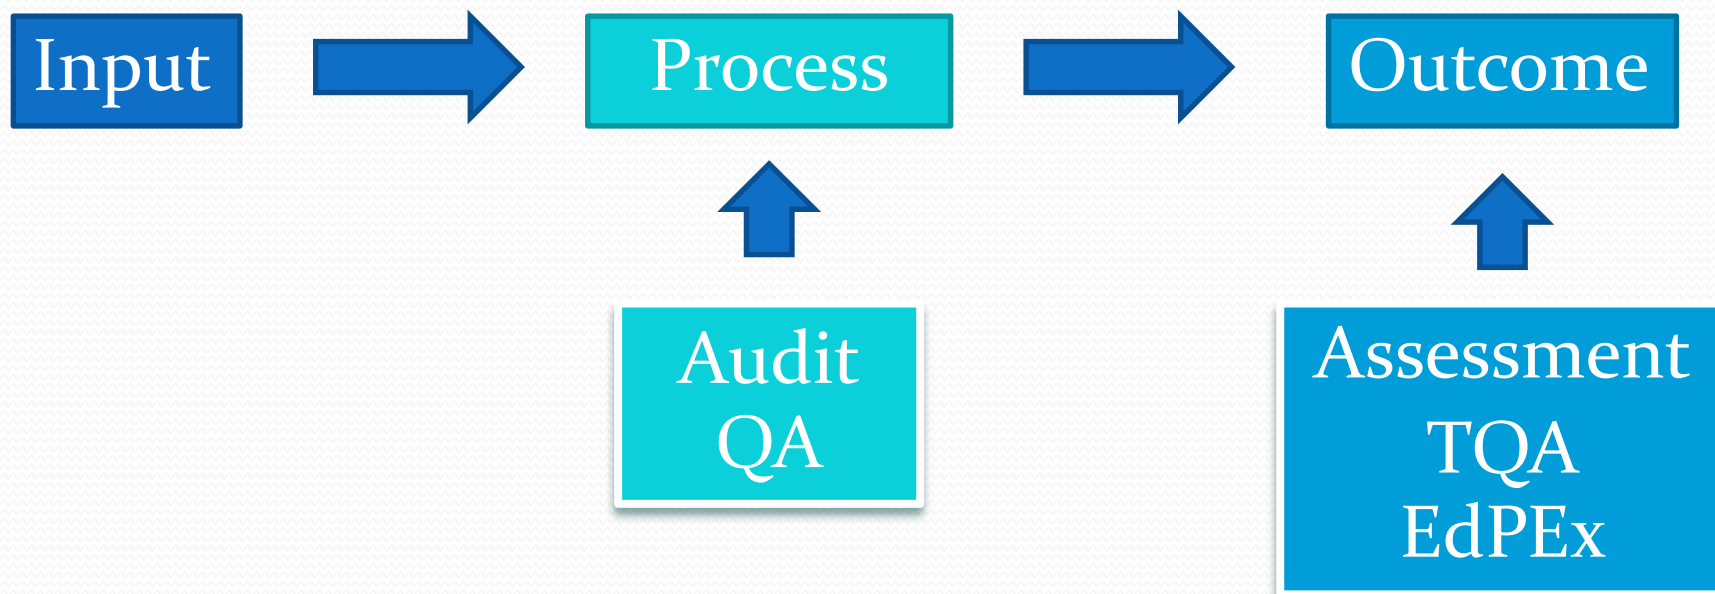 Input
Process
Outcome
Audit
QA
Assessment
TQA
EdPEx